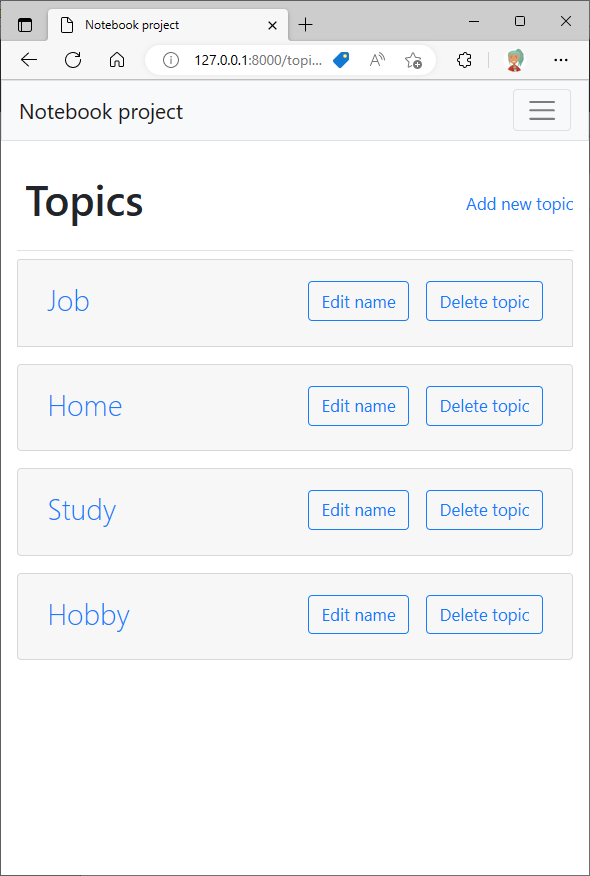 Notebook project
127.0.0.1:8000/topi...
Notebook project
Topics
Add new topic
Job Edit name Delete topic
Home Edit name Delete topic
Study Edit name Delete topic
Hobby Edit name Delete topic